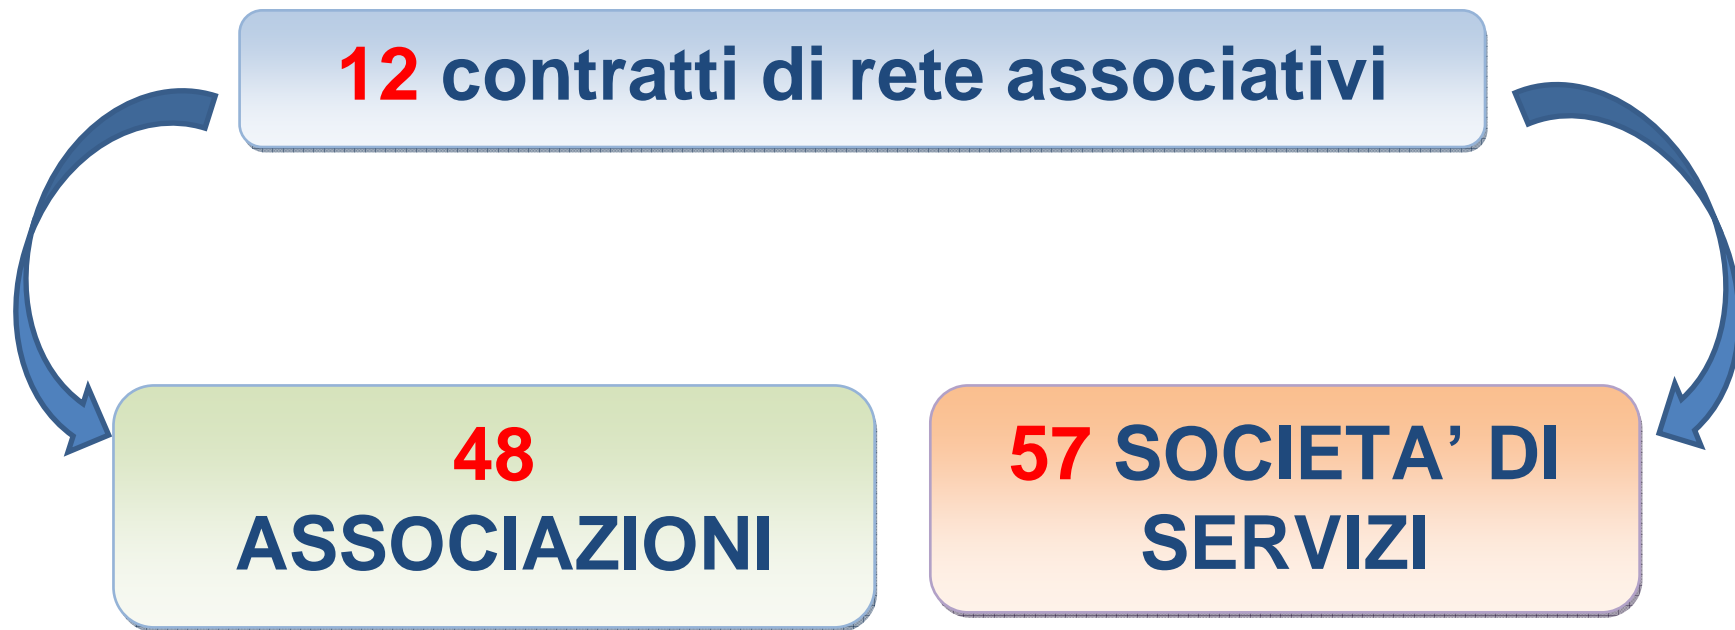 12 contratti di rete associativi
48
ASSOCIAZIONI
57 SOCIETA’ DI
SERVIZI